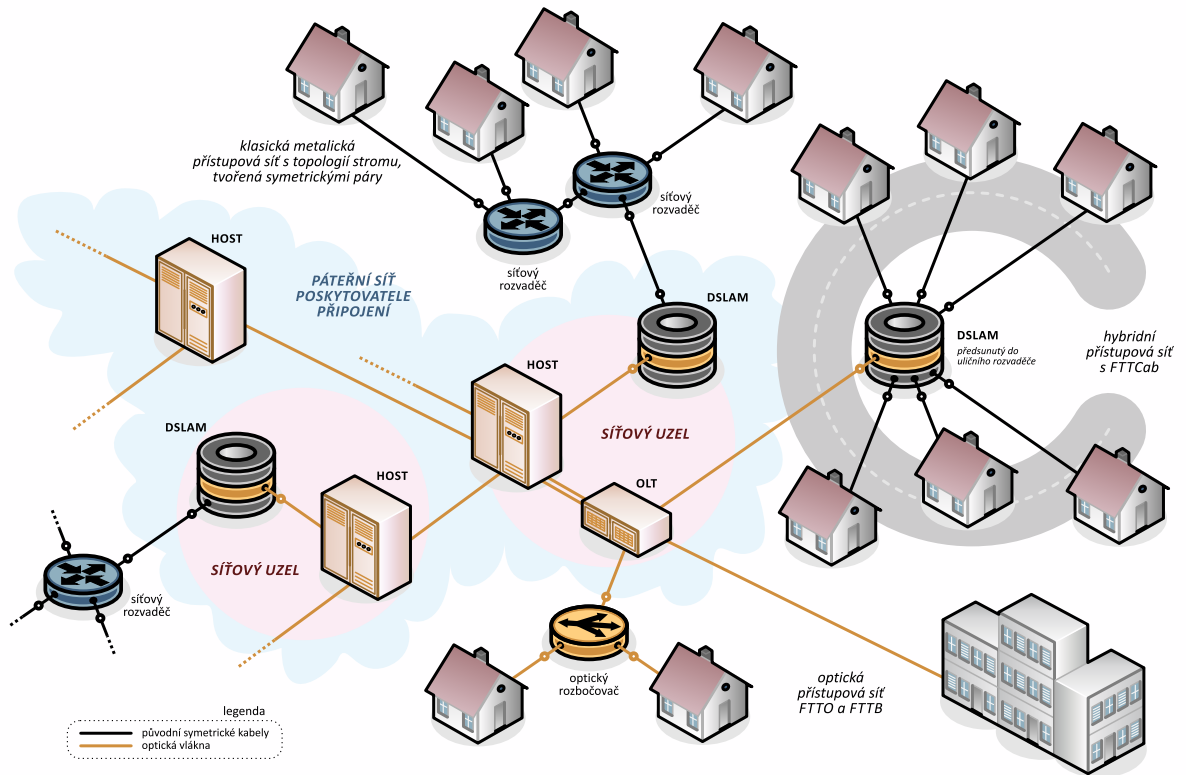 klasická metalická
přístupová síť s topologií stromu,
tvořená symetrickými páry
síťový
rozvaděč
síťový
rozvaděč
HOST
PÁTEŘNÍ SÍŤ
POSKYTOVATELE
PŘIPOJENÍ
DSLAM
DSLAM
předsunutý do
uličního rozvaděče
hybridní
přístupová síť
s FTTCab
HOST
DSLAM
SÍŤOVÝ UZEL
HOST
OLT
SÍŤOVÝ UZEL
síťový
rozvaděč
optický
rozbočovač
optická
přístupová síť
FTTO a FTTB
legenda
původní symetrické kabely
optická vlákna